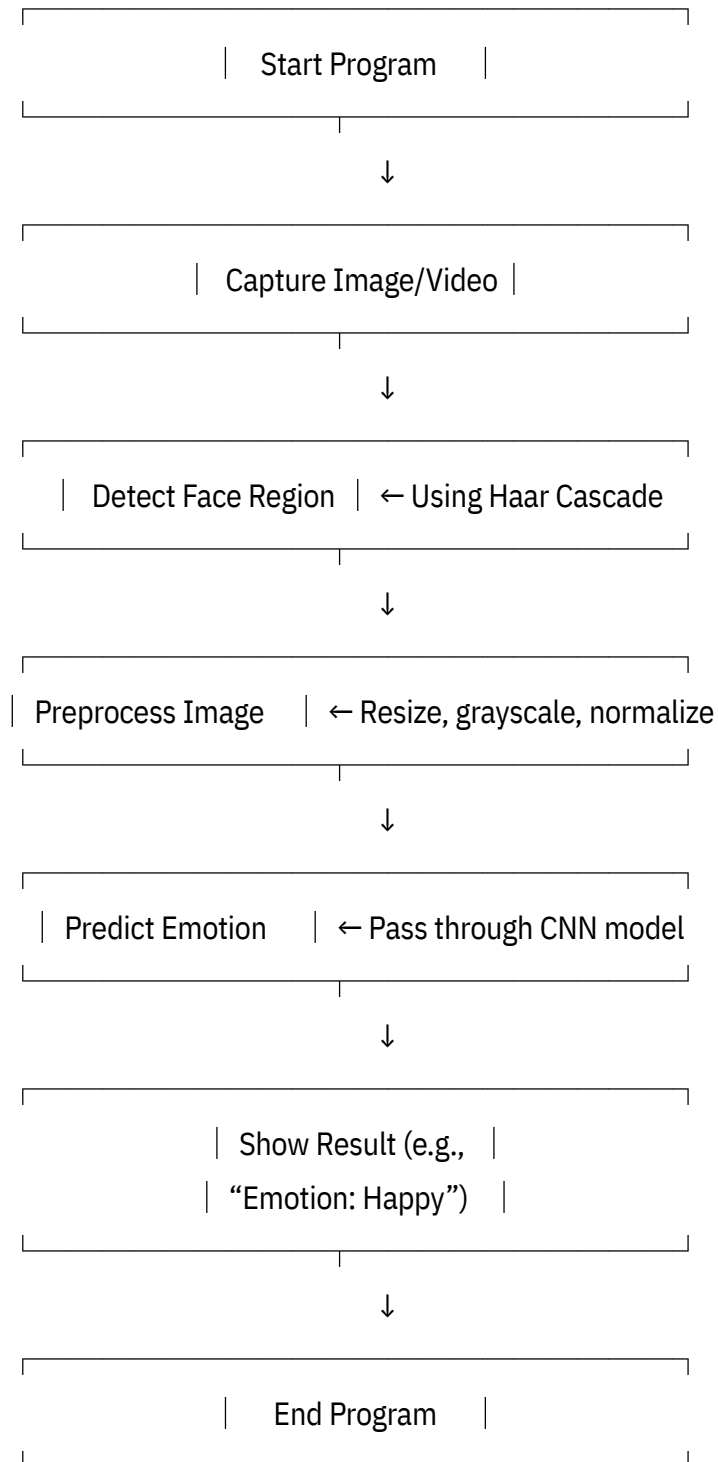 Start Program
↓
Capture Image/Video
↓
Detect Face Region ← Using Haar Cascade
↓
Preprocess Image ← Resize, grayscale, normalize
↓
Predict Emotion ← Pass through CNN model
↓
Show Result (e.g.,
“Emotion: Happy”)
↓
End Program